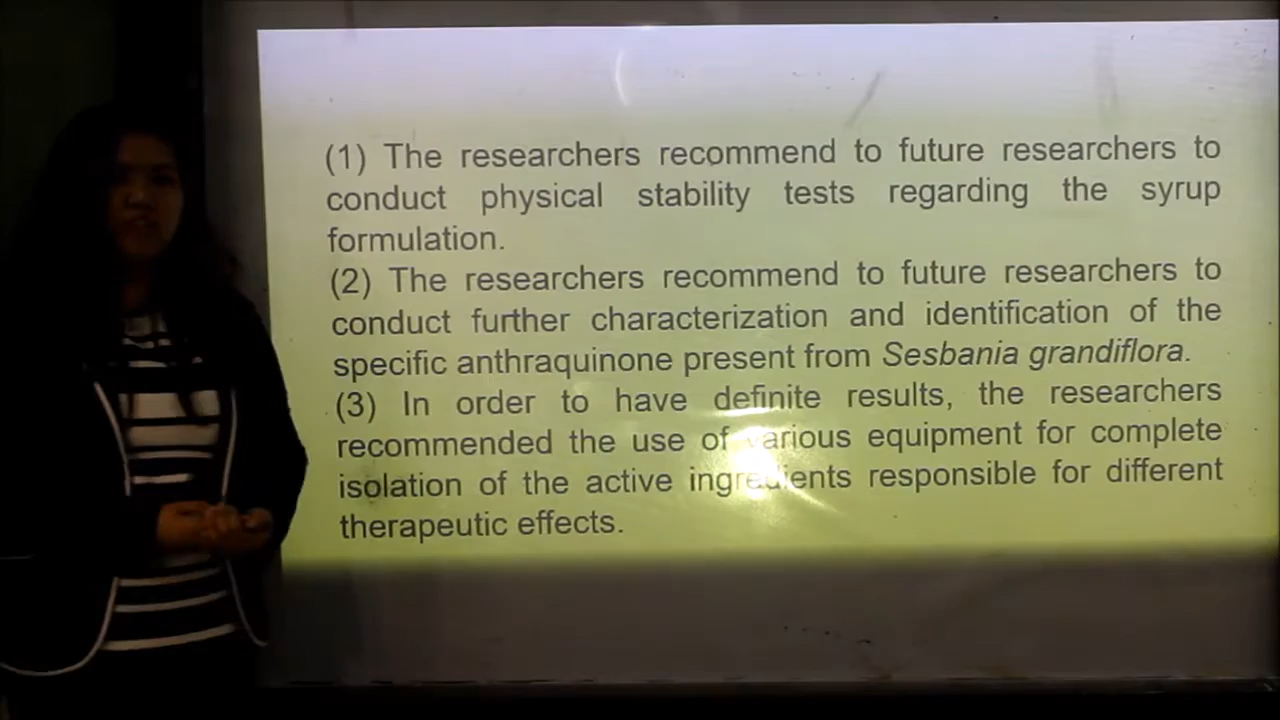 (1) The researchers recommend to future researchers to
conduct physical stability tests regarding the syrup
formulation.
(2) The researchers recommend to future researchers to
conduct further characterization and identification of the
specific anthraquinone present from Sesbania grandiflora.
(3) In order to have definite results, the researchers
recommended the use of various equipment for complete
isolation of the active ingredients responsible for different
therapeutic effects.